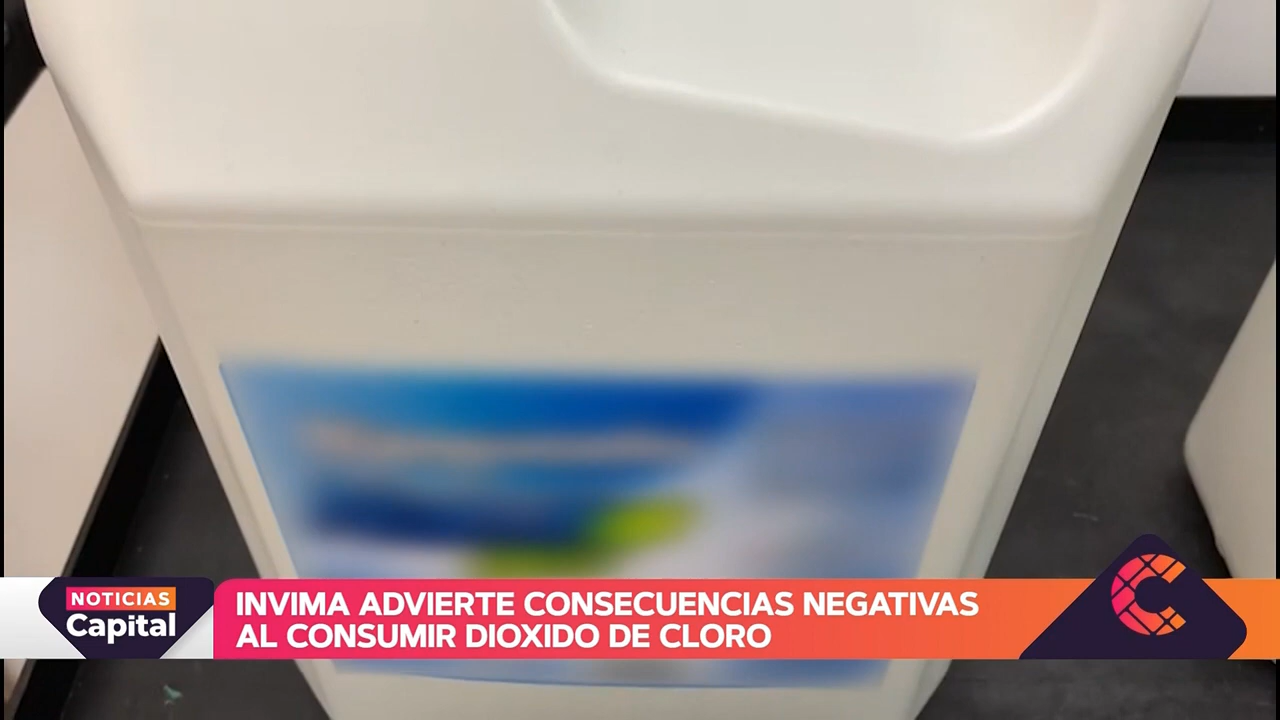 NOTICIAS
Capital
INVIMA ADVIERTE CONSECUENCIAS NEGATIVAS
AL CONSUMIR DIOXIDO DE CLORO